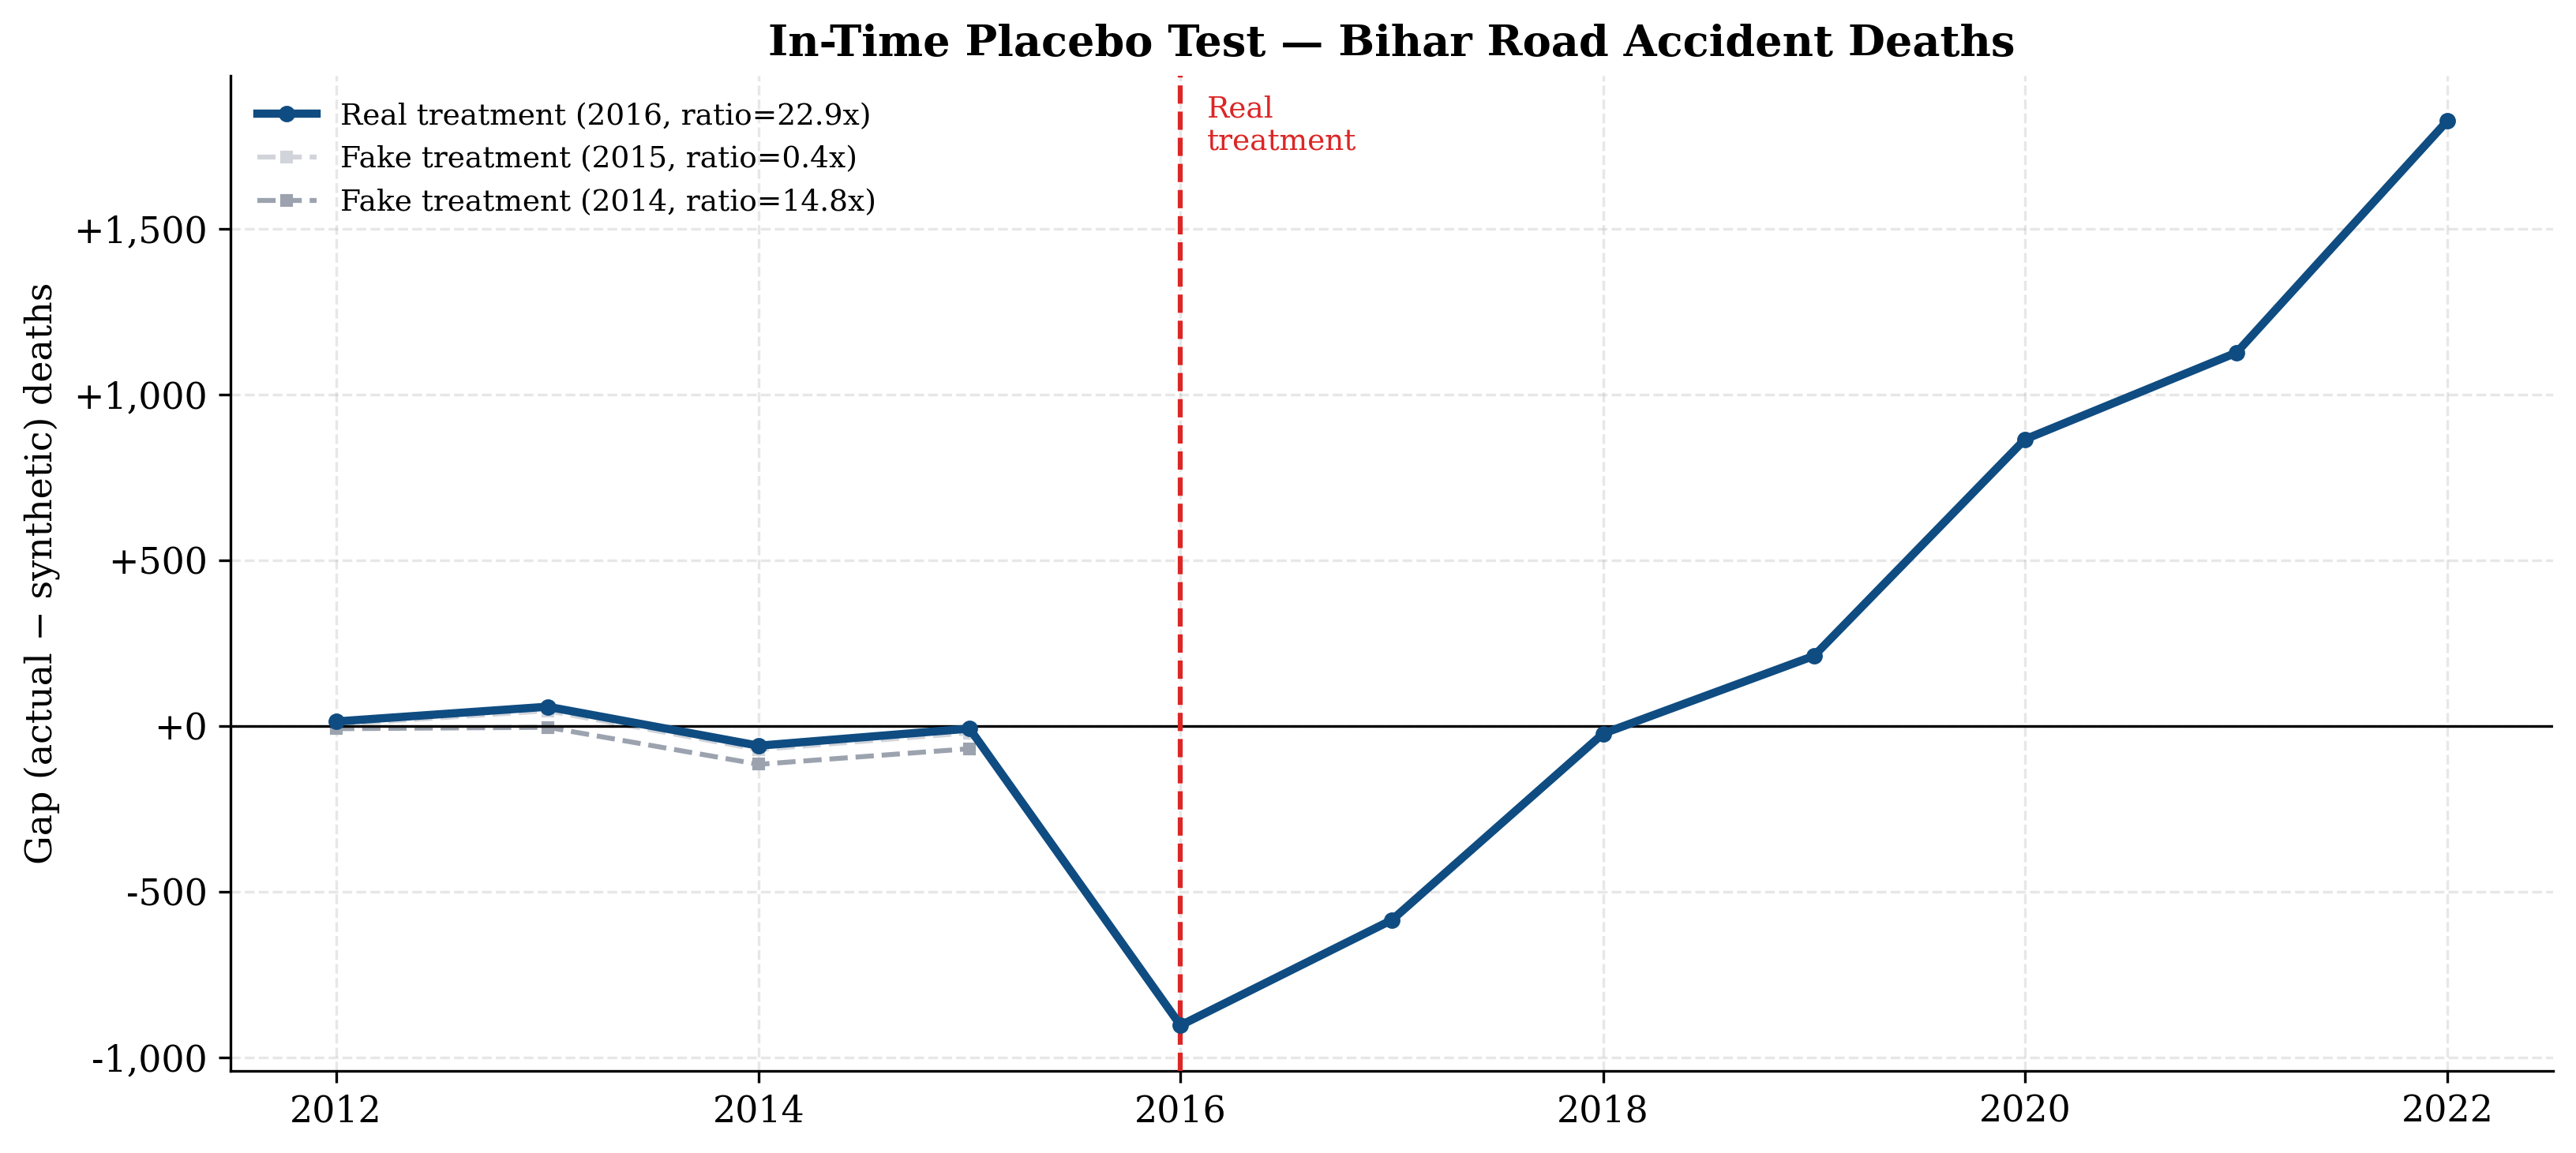 In-Time Placebo Test — Bihar Road Accident Deaths
Real treatment (2016, ratio=22.9x)
Fake treatment (2015, ratio=0.4x)
Fake treatment (2014, ratio=14.8x)
Real
treatment
Gap (actual − synthetic) deaths
+1,500
+1,000
+500
+0
-500
-1,000
2012
2014
2016
2018
2020
2022